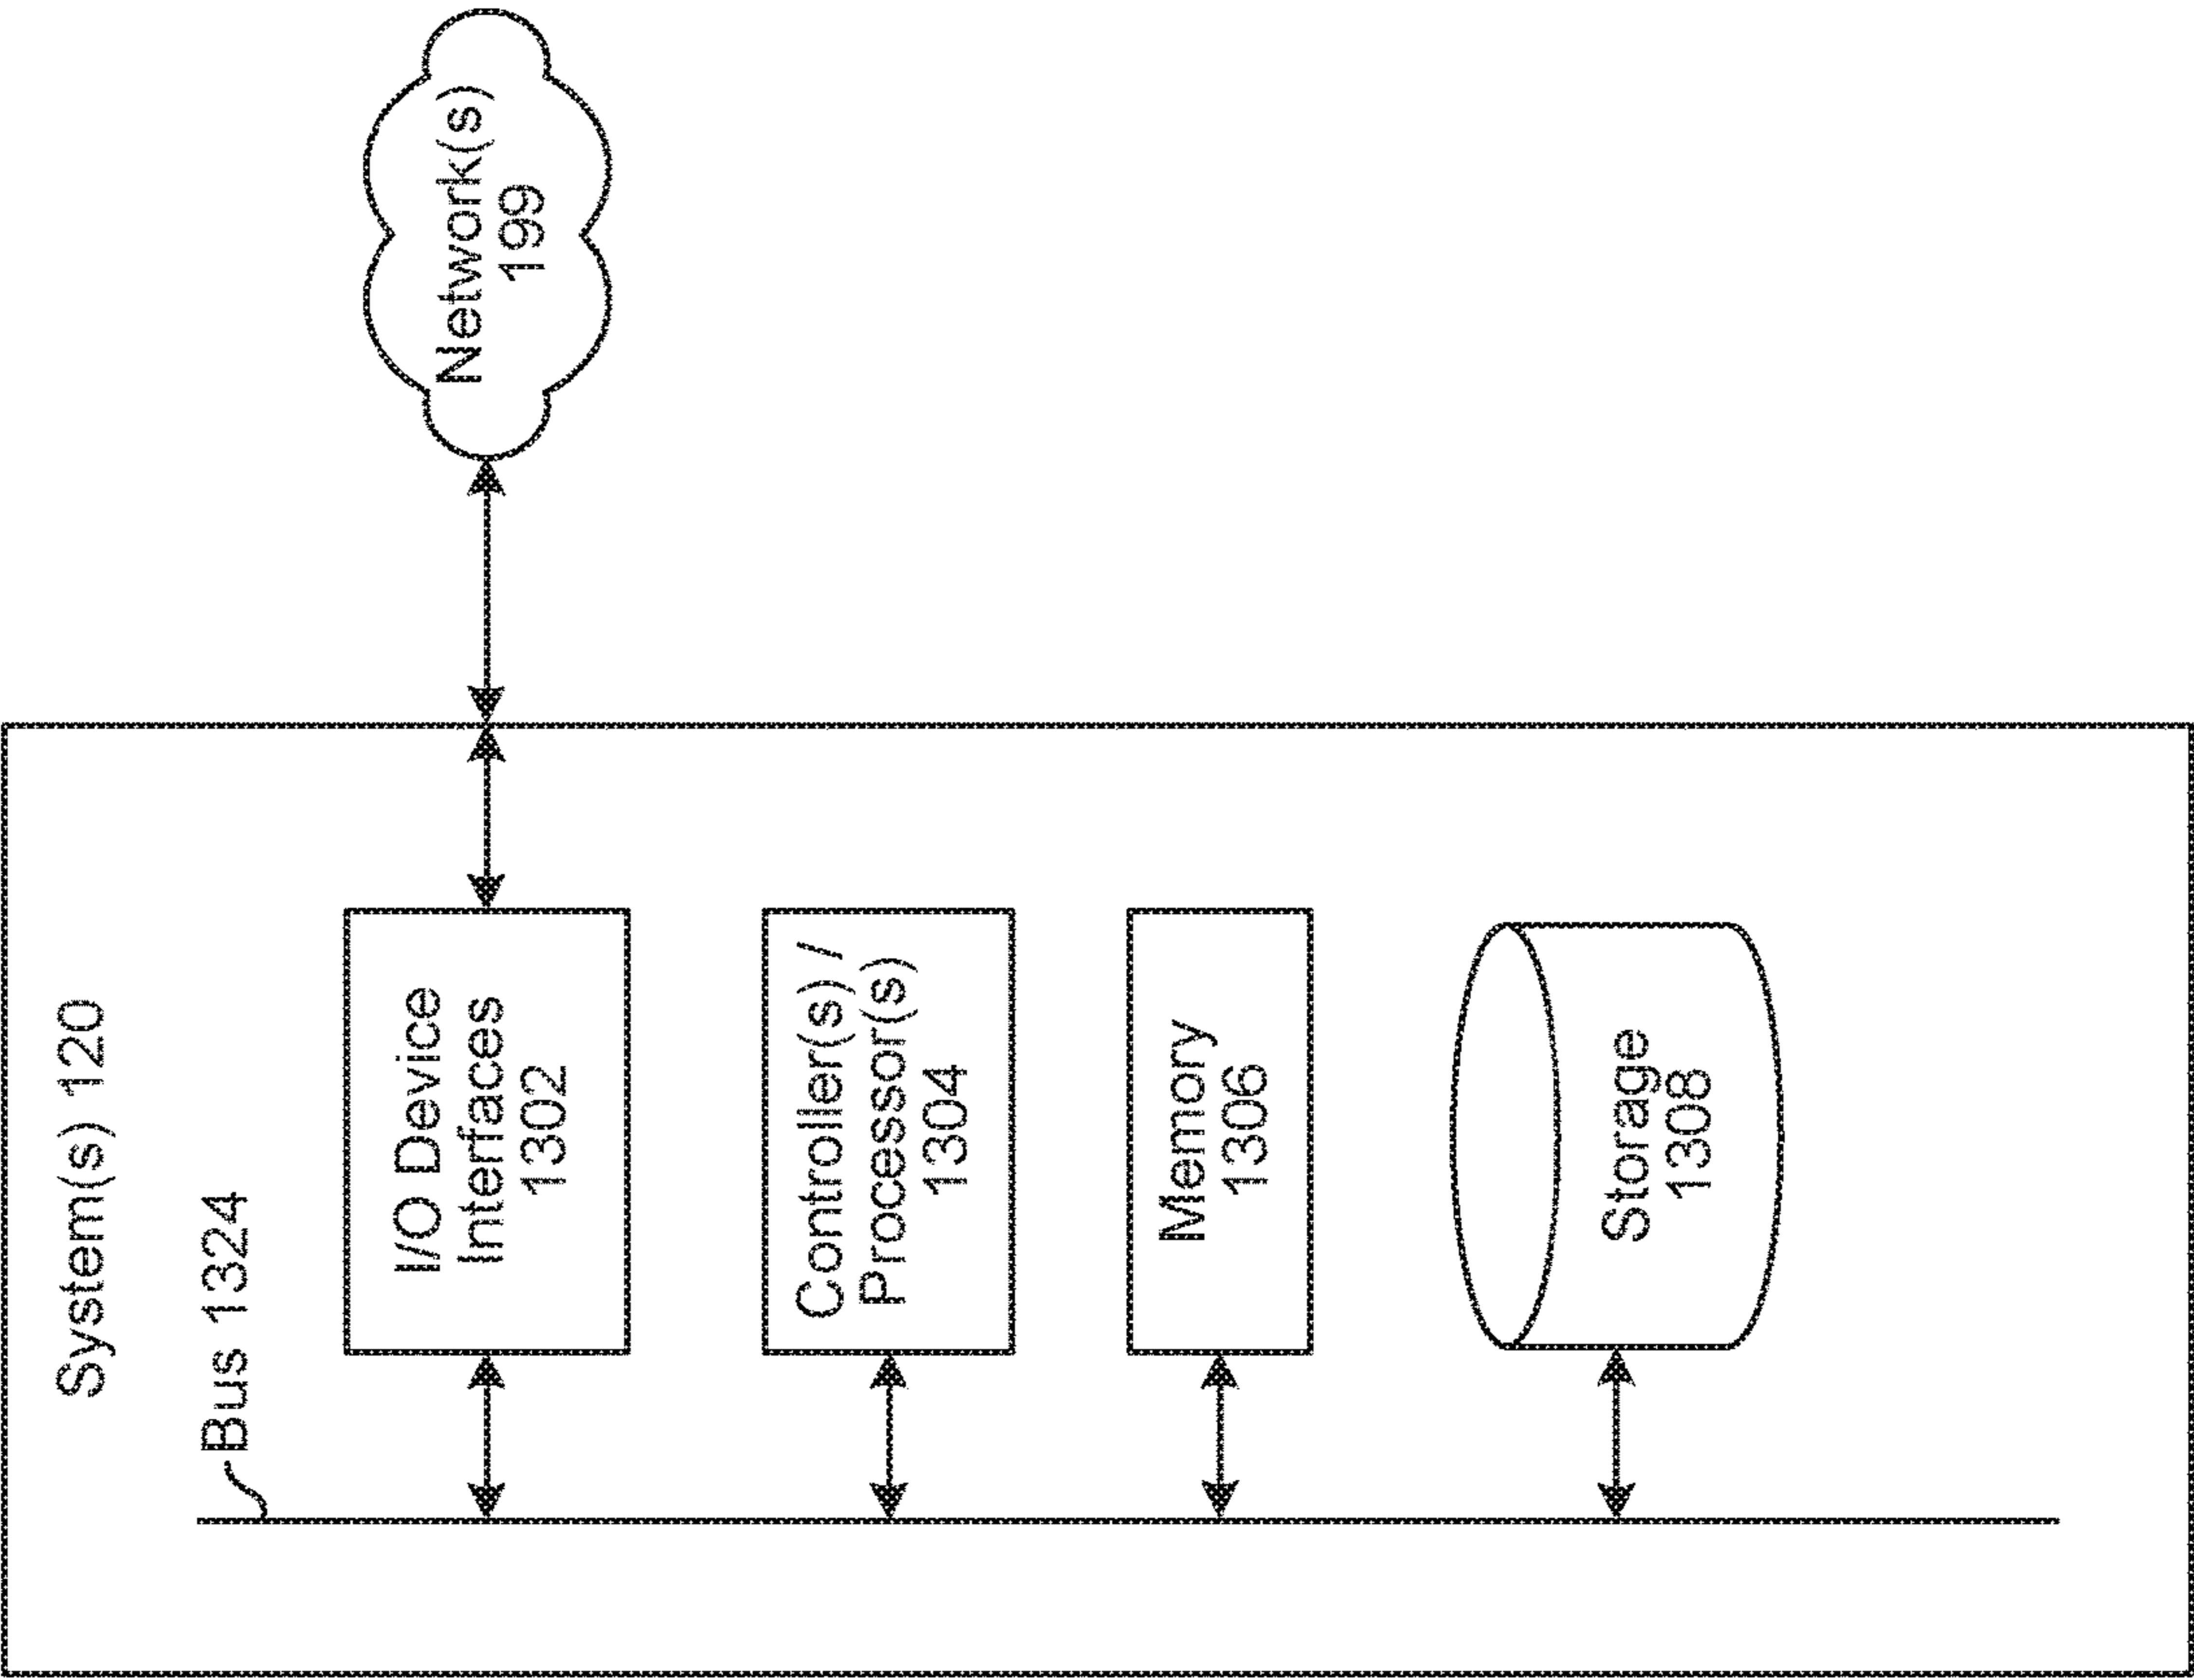 System(s) 120
Bus 1324
I/O Device
Interfaces
1302
Network(s)
199
Controller(s) /
Processor(s)
1304
Memory
1306
Storage
1308